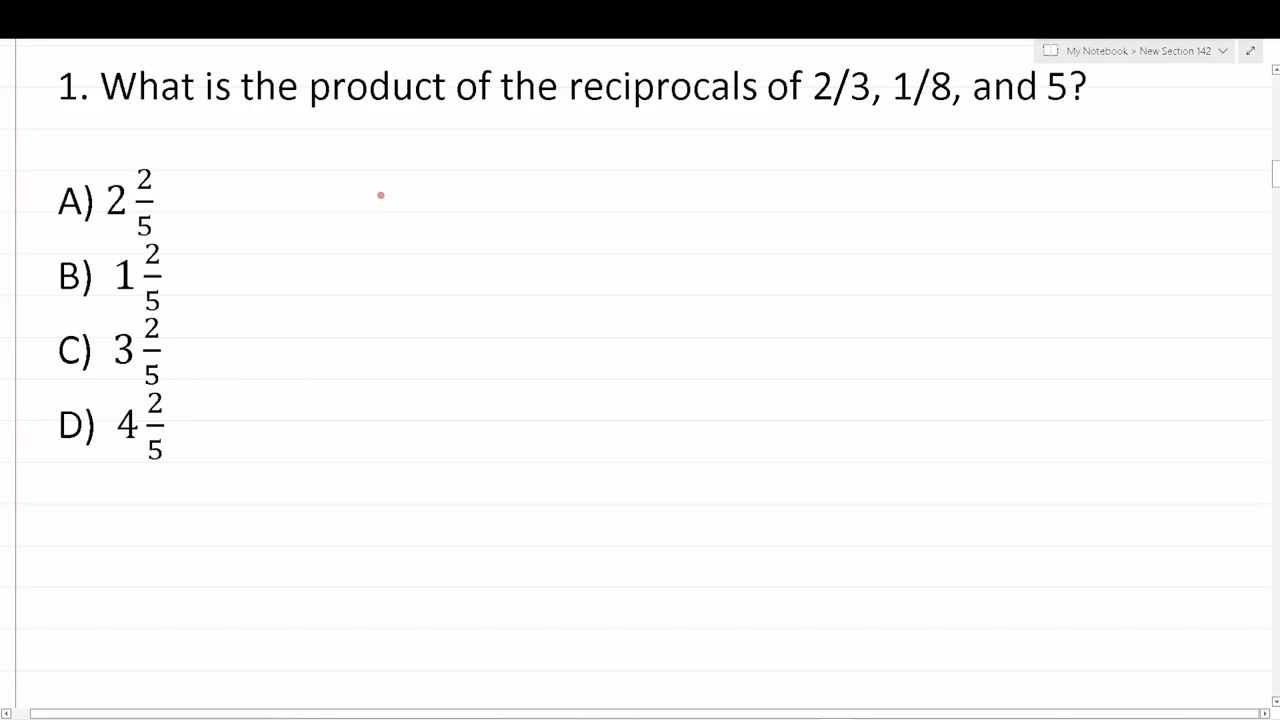 My Notebook > New Section 142
1. What is the product of the reciprocals of 2/3, 1/8, and 5?
A) 2 2/5
B) 1 2/5
C) 3 2/5
D) 4 2/5